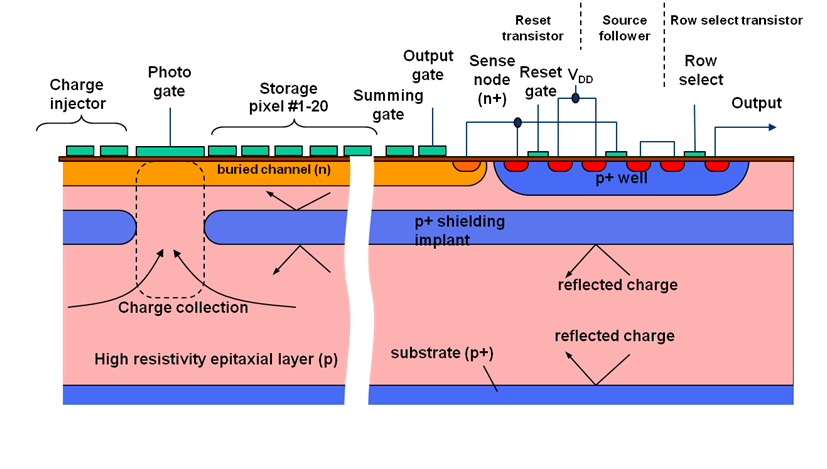 Reset
transistor
Source
follower
Row select transistor
Charge
injector
Photo
gate
Storage
pixel #1-20
Summing
gate
Output
gate
Sense
node
(n+)
Reset
gate
VDD
Row
select
Output
buried channel (n)
p+ well
p+ shielding
implant
reflected charge
Charge collection
reflected charge
High resistivity epitaxial layer (p)
substrate (p+)